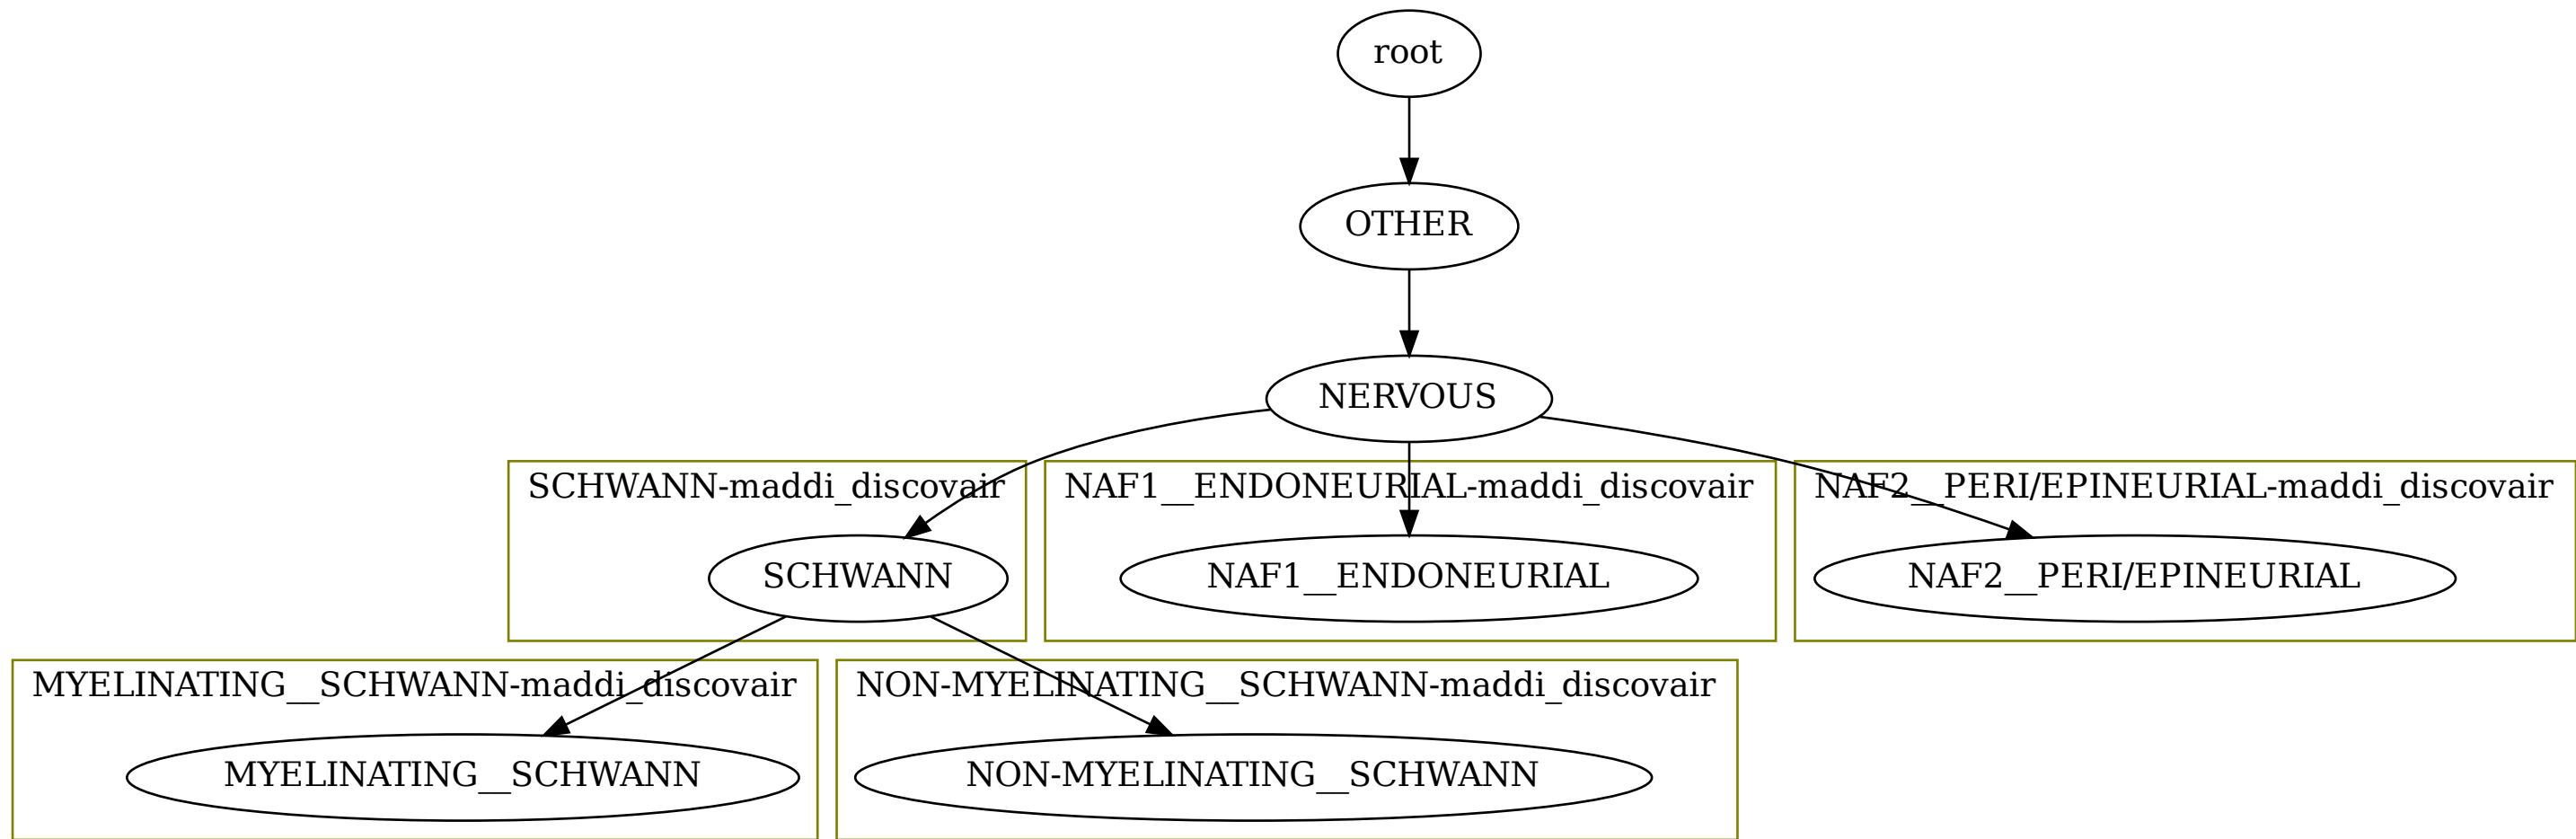 root
OTHER
NERVOUS
SCHWANN-maddi_discovair
NAF1__ENDONEURIAL-maddi_discovair
NAF2__PERI/EPINEURIAL-maddi_discovair
SCHWANN
NAF1__ENDONEURIAL
NAF2__PERI/EPINEURIAL
MYELINATING__SCHWANN-maddi_discovair
NON-MYELINATING__SCHWANN-maddi_discovair
MYELINATING__SCHWANN
NON-MYELINATING__SCHWANN